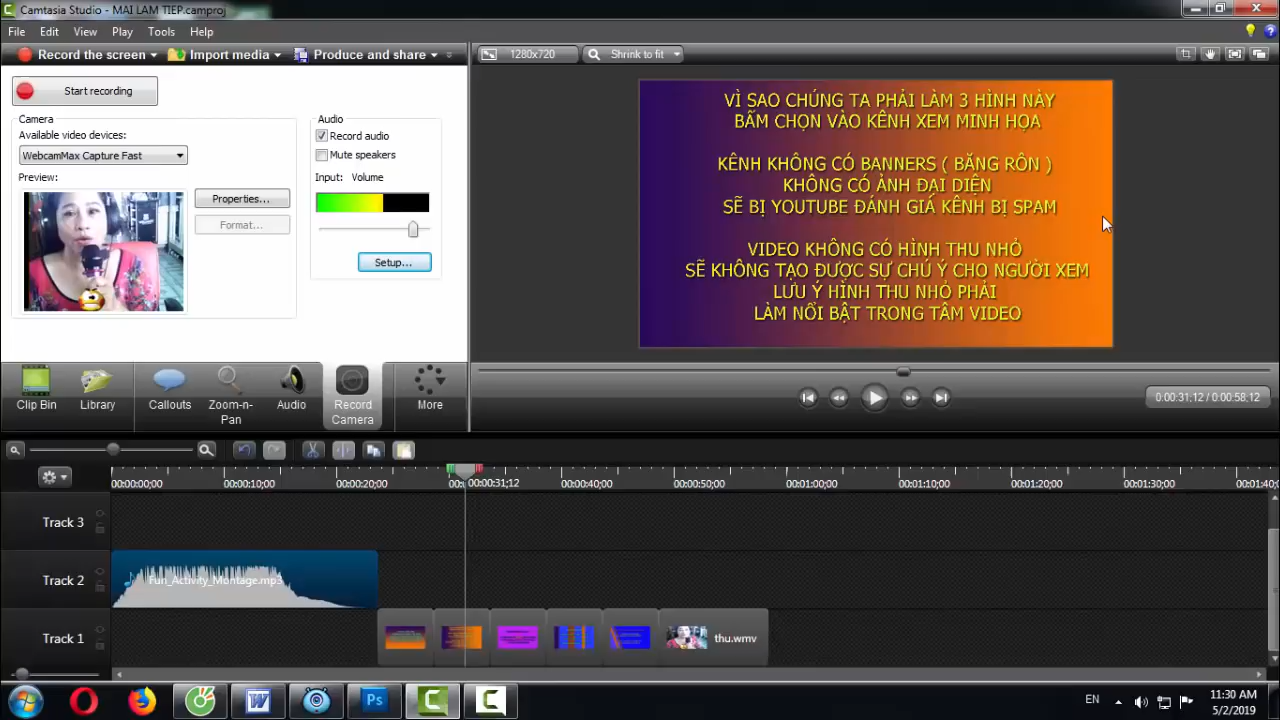 Camtasia Studio - MAI LAM TIEP.camproj
File Edit View Play Tools Help
Record the screen Import media Produce and share
1280x720 Shrink to fit
Start recording
Camera
Available video devices:
WebcamMax Capture Fast
Preview:
Properties...
Format...
Audio
Record audio
Mute speakers
Input: Volume
Setup...
VÌ SAO CHÚNG TA PHẢI LÀM 3 HÌNH NÀY
BẤM CHỌN VÀO KÊNH XEM MINH HỌA
KÊNH KHÔNG CÓ BANNERS ( BĂNG RÔN )
KHÔNG CÓ ẢNH ĐẠI DIỆN
SẼ BỊ YOUTUBE ĐÁNH GIÁ KÊNH BỊ SPAM
VIDEO KHÔNG CÓ HÌNH THU NHỎ
SẼ KHÔNG TẠO ĐƯỢC SỰ CHÚ Ý CHO NGƯỜI XEM
LƯU Ý HÌNH THU NHỎ PHẢI
LÀM NỔI BẬT TRONG TÂM VIDEO
Clip Bin Library Callouts Zoom-n-Pan Audio Record Camera More
0:00:31;12 / 0:00:58;12
00:00:00;00 00:00:10;00 00:00:20;00 00:00:31;12 00:00:40;00 00:00:50;00 00:01:00;00 00:01:10;00 00:01:20;00 00:01:30;00
Track 3
Track 2 Fun_Activity_Montage.mp3
Track 1 thu.wmv
EN 11:30 AM
5/2/2019